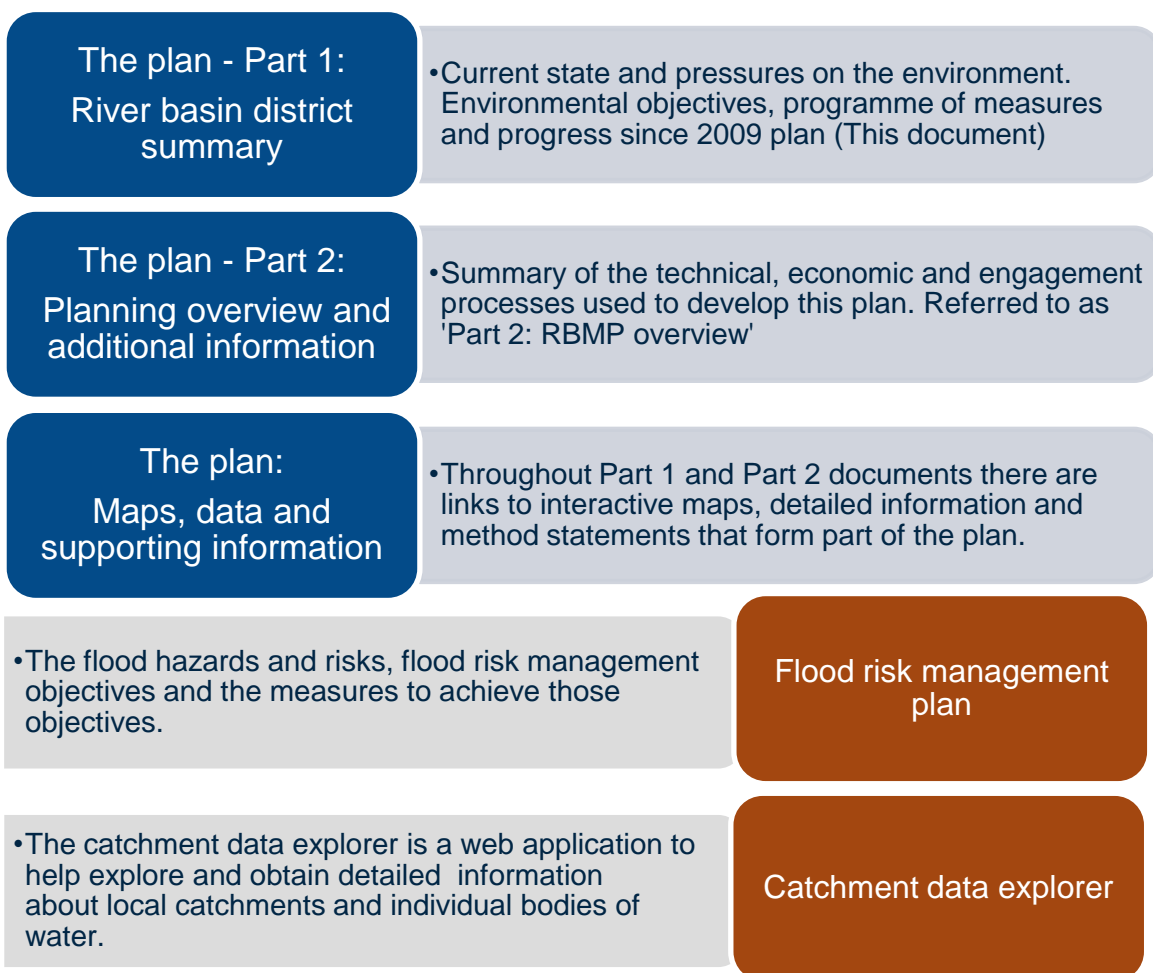 The plan - Part 1:
River basin district
summary
•Current state and pressures on the environment.
Environmental objectives, programme of measures
and progress since 2009 plan (This document)
The plan - Part 2:
Planning overview and
additional information
•Summary of the technical, economic and engagement
processes used to develop this plan. Referred to as
'Part 2: RBMP overview'
The plan:
Maps, data and
supporting information
•Throughout Part 1 and Part 2 documents there are
links to interactive maps, detailed information and
method statements that form part of the plan.
•The flood hazards and risks, flood risk management
objectives and the measures to achieve those
objectives.
Flood risk management
plan
•The catchment data explorer is a web application to
help explore and obtain detailed information
about local catchments and individual bodies of
water.
Catchment data explorer